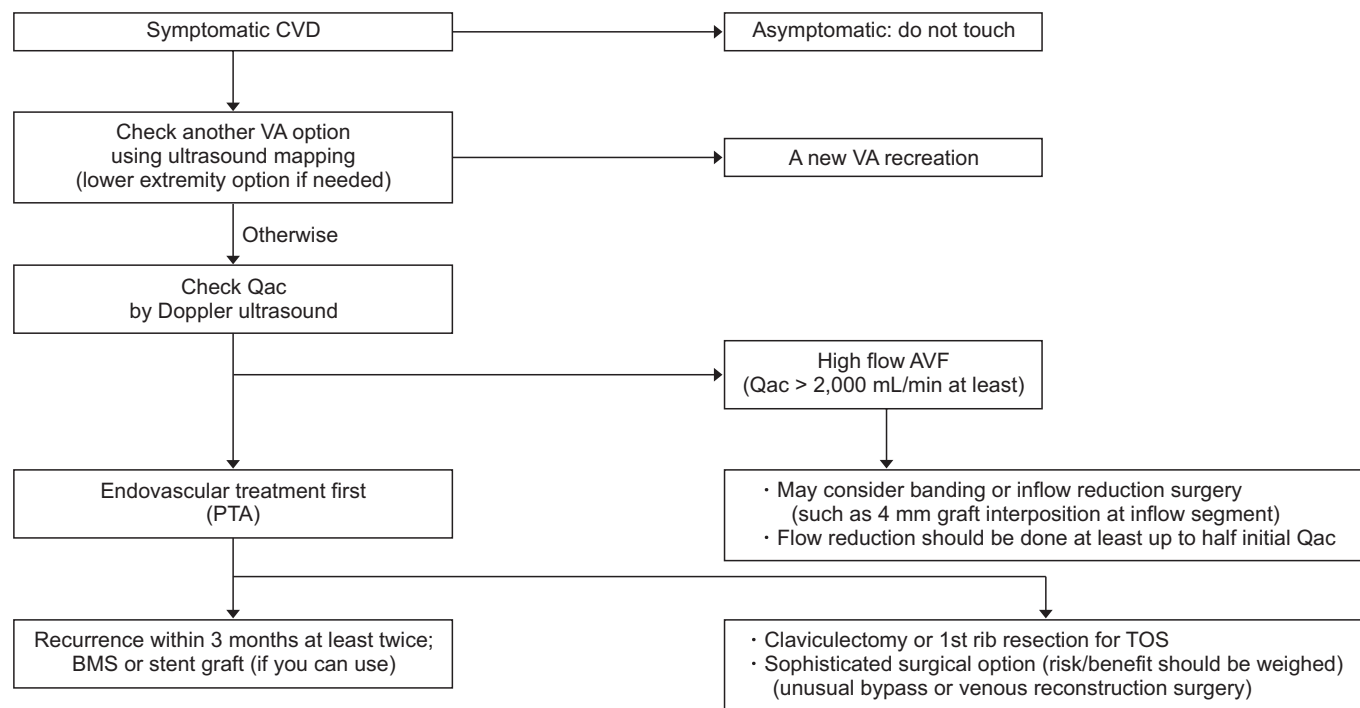 Symptomatic CVD
Asymptomatic: do not touch
Check another VA option
using ultrasound mapping
(lower extremity option if needed)
A new VA recreation
Otherwise
Check Qac
by Doppler ultrasound
High flow AVF
(Qac > 2,000 mL/min at least)
Endovascular treatment first
(PTA)
· May consider banding or inflow reduction surgery
(such as 4 mm graft interposition at inflow segment)
· Flow reduction should be done at least up to half initial Qac
Recurrence within 3 months at least twice;
BMS or stent graft (if you can use)
· Claviculectomy or 1st rib resection for TOS
· Sophisticated surgical option (risk/benefit should be weighed)
(unusual bypass or venous reconstruction surgery)